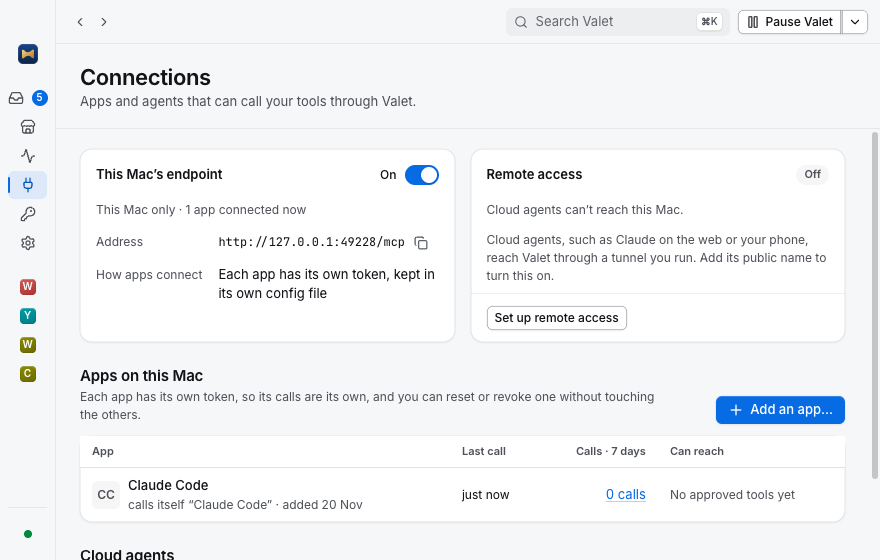 Search Valet
⌘K
Pause Valet
5
Connections
Apps and agents that can call your tools through Valet.
This Mac’s endpoint
On
This Mac only · 1 app connected now
Address
http://127.0.0.1:49228/mcp
How apps connect
Each app has its own token, kept in
its own config file
Remote access
Off
Cloud agents can’t reach this Mac.
Cloud agents, such as Claude on the web or your phone,
reach Valet through a tunnel you run. Add its public name to
turn this on.
Set up remote access
W
Y
W
C
Apps on this Mac
Each app has its own token, so its calls are its own, and you can reset or revoke one without touching
the others.
Add an app...
App
Last call
Calls · 7 days
Can reach
CC
Claude Code
calls itself “Claude Code” · added 20 Nov
just now
0 calls
No approved tools yet
Cloud agents